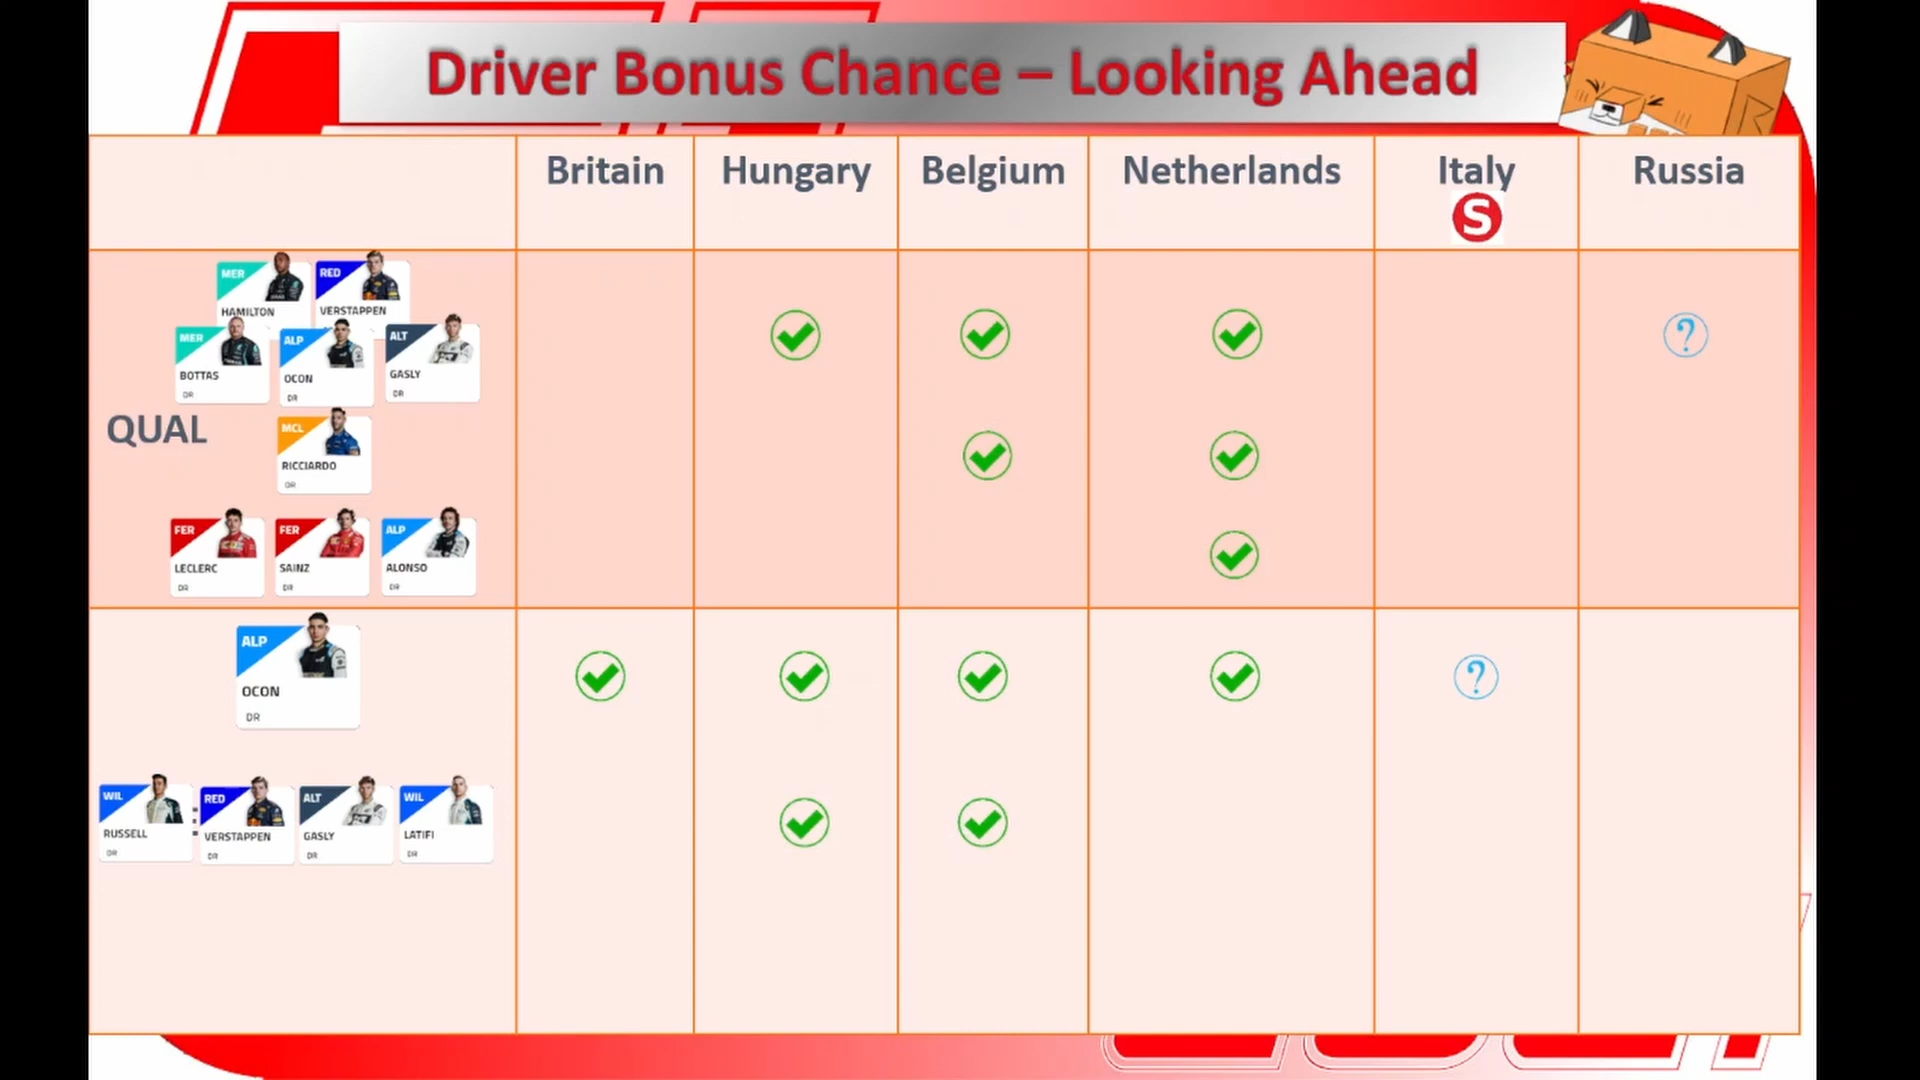 Driver Bonus Chance – Looking Ahead
Britain Hungary Belgium Netherlands Italy Russia
S
MER RED
HAMILTON VERSTAPPEN
MER ALP ALT
BOTTAS OCON GASLY
DR DR DR
? 
QUAL
MCL
RICCIARDO
DR
FER FER ALP
LECLERC SAINZ ALONSO
DR DR DR
ALP
OCON
DR
?
WIL RED ALT WIL
RUSSELL VERSTAPPEN GASLY LATIFI
DR DR DR DR